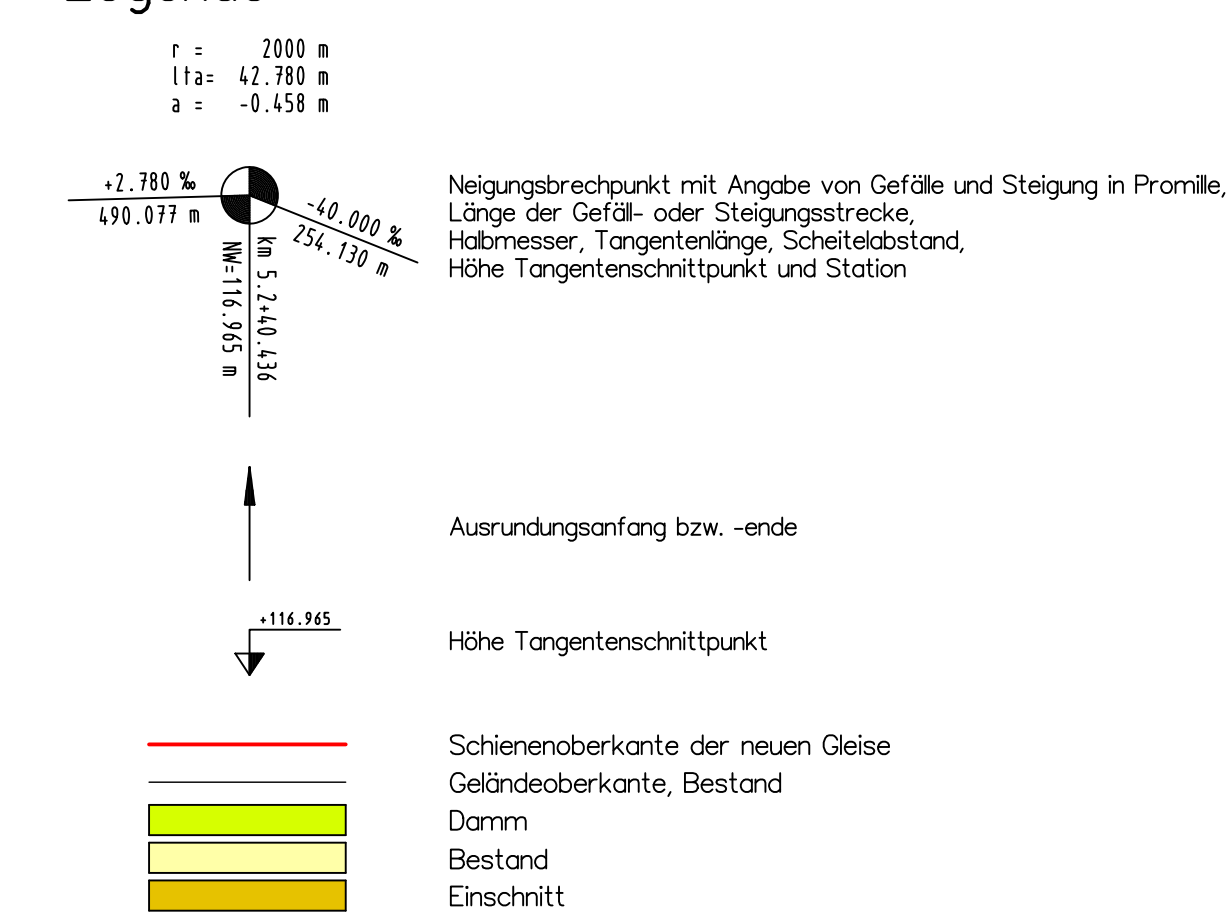 r = 2000 m
lta= 42.780 m
a = -0.458 m
+2.780 ‰
490.077 m
-40.000 ‰
254.130 m
NW=116.965 m
km 5.2+40.436
Neigungsbrechpunkt mit Angabe von Gefälle und Steigung in Promille,
Länge der Gefäll- oder Steigungsstrecke,
Halbmesser, Tangentenlänge, Scheitelabstand,
Höhe Tangentenschnittpunkt und Station
Ausrundungsanfang bzw. -ende
+116.965
Höhe Tangentenschnittpunkt
Schienenoberkante der neuen Gleise
Geländeoberkante, Bestand
Damm
Bestand
Einschnitt